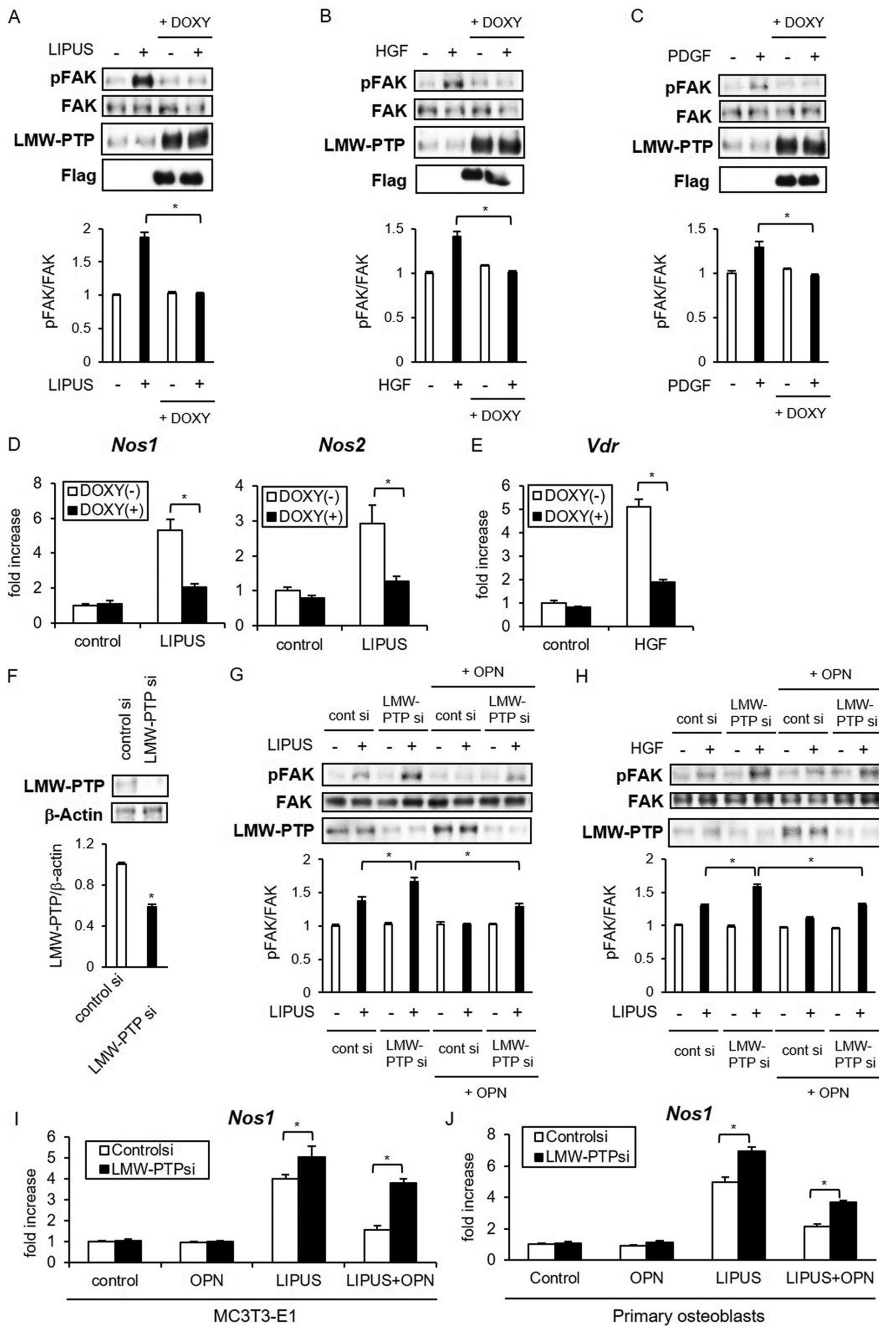 A
+ DOXY
LIPUS - + - +
pFAK
FAK
LMW-PTP
Flag
2
1.5
1
0.5
0
pFAK/FAK
LIPUS - + - +
+ DOXY
B
+ DOXY
HGF - + - +
pFAK
FAK
LMW-PTP
Flag
*
1.5
1
.5
0
pFAK/FAK
HGF - + - +
+ DOXY
C
+ DOXY
PDGF - + - +
pFAK
FAK
LMW-PTP
Flag
*
1.5
1
.5
0
pFAK/FAK
PDGF - + - +
+ DOXY
D
Nos1
DOXY(-)
DOXY(+)
*
8
6
4
2
0
fold increase
control LIPUS
Nos2
DOXY(-)
DOXY(+)
*
4
3
2
1
0
control LIPUS
E
Vdr
DOXY(-)
DOXY(+)
*
6
5
4
3
2
1
0
fold increase
control HGF
F
control si
LMW-PTP si
LMW-PTP
β-Actin
1.2
0.9
0.6
0.3
0
*
LMW-PTP/β-actin
control si
LMW-PTP si
G
+ OPN
cont si LMW-PTP si cont si LMW-PTP si
LIPUS - + - + - + - +
pFAK
FAK
LMW-PTP
* *
2
1.5
1
.5
0
pFAK/FAK
LIPUS - + - + - + - +
cont si LMW-PTP si cont si LMW-PTP si
+ OPN
H
+ OPN
cont si LMW-PTP si cont si LMW-PTP si
HGF - + - + - + - +
pFAK
FAK
LMW-PTP
* *
2
1.5
1
.5
0
pFAK/FAK
LIPUS - + - + - + - +
cont si LMW-PTP si cont si LMW-PTP si
+ OPN
I
Nos1
Controlsi
LMW-PTPsi
* *
6
5
4
3
2
1
0
fold increase
control OPN LIPUS LIPUS+OPN
MC3T3-E1
J
Nos1
Controlsi
LMW-PTPsi
* *
8
6
4
2
0
fold increase
Control OPN LIPUS LIPUS+OPN
Primary osteoblasts